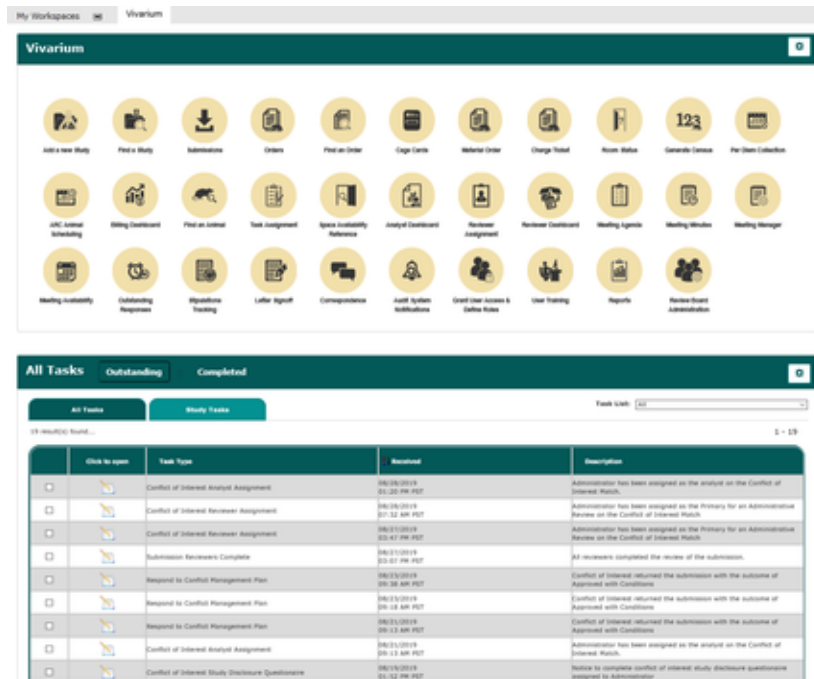 My Workspaces Vivarium
Vivarium
Add a new Study Find a Study Submissions Orders Find an Order Cage Cards Material Order Charge Ticket Room Status Generate Census Per Diem Collection
123
ARC Animal Scheduling Billing Dashboard Find an Animal Task Assignment Space Availability Reference Analyst Dashboard Reviewer Assignment Reviewer Dashboard Meeting Agenda Meeting Minutes Meeting Manager
Meeting Availability Outstanding Responses Stipulations Tracking Letter Signoff Correspondence Audit System Notifications Grant User Access & Define Roles User Training Reports Review Board Administration
All Tasks Outstanding Completed
All Tasks Study Tasks Task List: All
19 result(s) found... 1 - 19
Click to open Task Type Received Description
Conflict of Interest Analyst Assignment 08/28/2019 01:20 PM PST Administrator has been assigned as the analyst on the Conflict of Interest Match.
Conflict of Interest Reviewer Assignment 08/28/2019 07:32 AM PST Administrator has been assigned as the Primary for an Administrative Review on the Conflict of Interest Match
Conflict of Interest Reviewer Assignment 08/27/2019 03:47 PM PST Administrator has been assigned as the Primary for an Administrative Review on the Conflict of Interest Match
Submission Reviewers Complete 08/27/2019 03:07 PM PST All reviewers completed the review of the submission.
Respond to Conflict Management Plan 08/23/2019 09:38 AM PST Conflict of Interest returned the submission with the outcome of Approved with Conditions
Respond to Conflict Management Plan 08/23/2019 09:18 AM PST Conflict of Interest returned the submission with the outcome of Approved with Conditions
Respond to Conflict Management Plan 08/21/2019 09:13 AM PST Conflict of Interest returned the submission with the outcome of Approved with Conditions
Conflict of Interest Analyst Assignment 08/21/2019 09:13 AM PST Administrator has been assigned as the analyst on the Conflict of Interest Match.
Conflict of Interest Study Disclosure Questionnaire 08/19/2019 01:32 PM PST Notice to complete conflict of interest study disclosure questionnaire assigned to Administrator